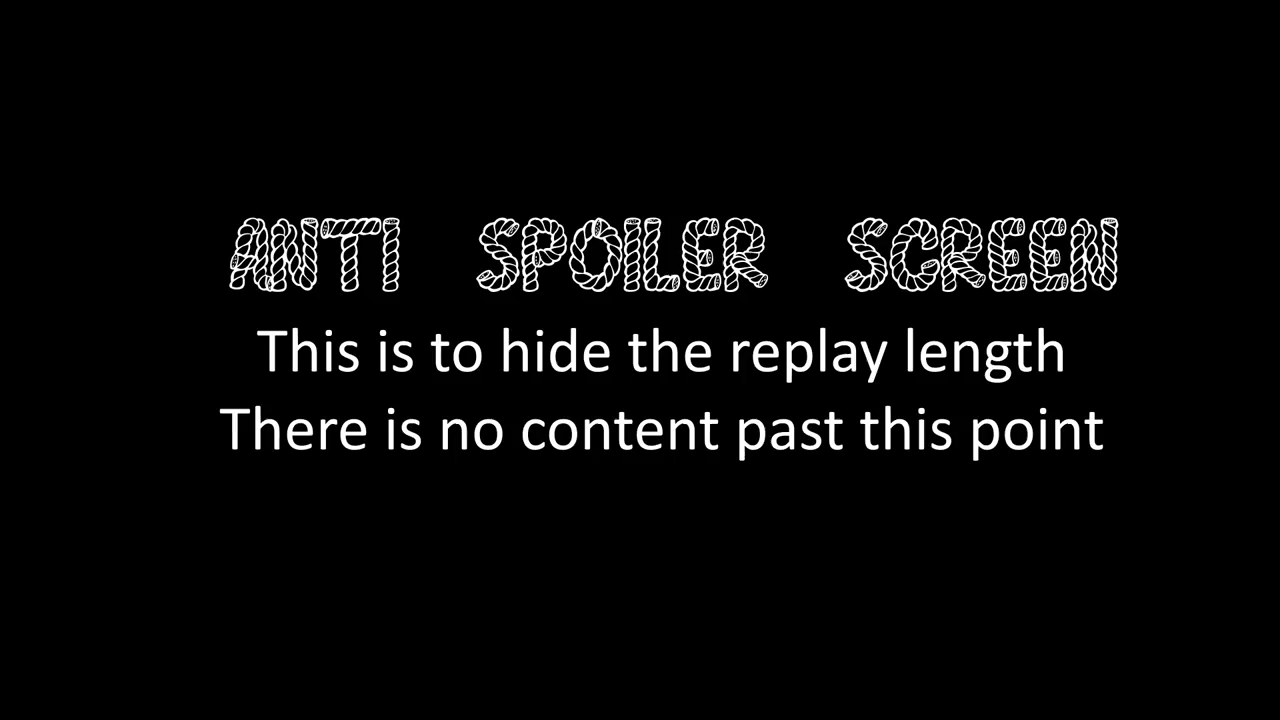 ANTI SPOILER SCREEN
This is to hide the replay length
There is no content past this point